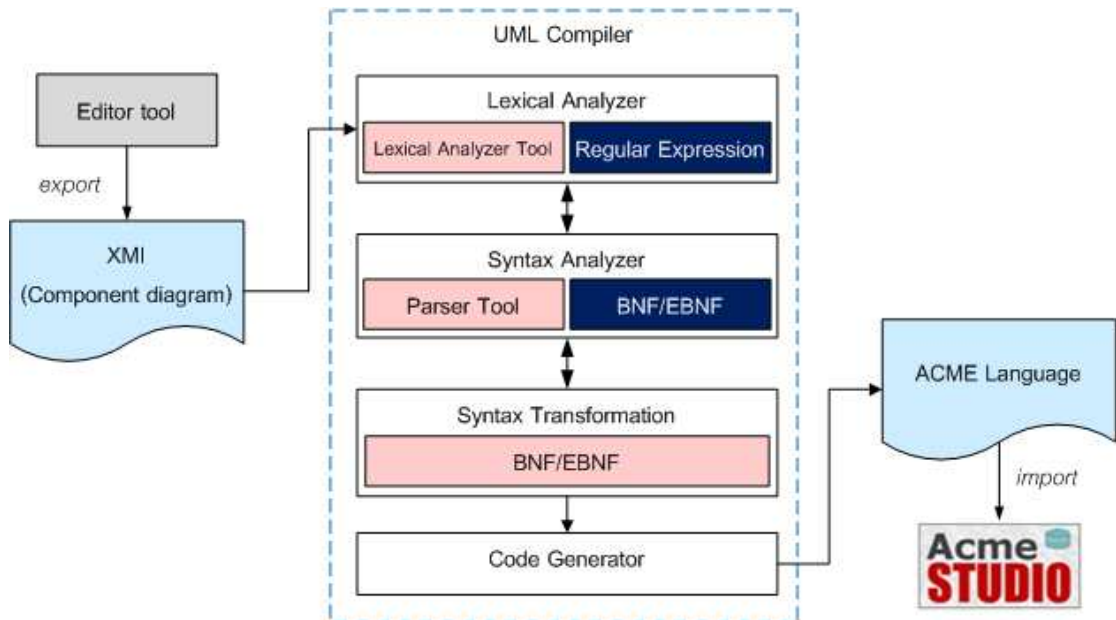 UML Compiler
Editor tool
export
XMI
(Component diagram)
Lexical Analyzer
Lexical Analyzer Tool
Regular Expression
Syntax Analyzer
Parser Tool
BNF/EBNF
Syntax Transformation
BNF/EBNF
Code Generator
ACME Language
import
Acme
STUDIO